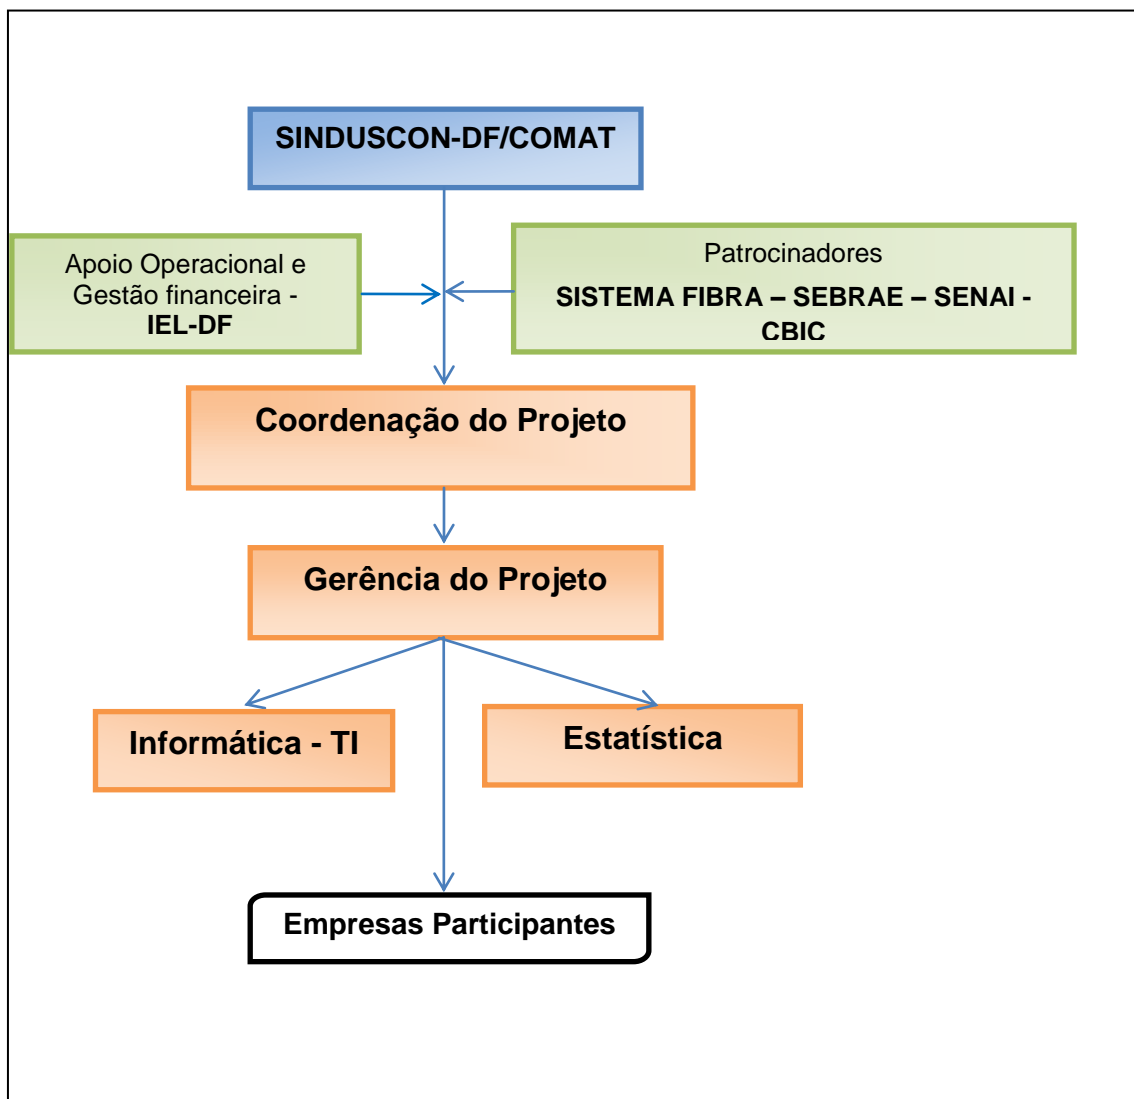 SINDUSCON-DF/COMAT
Apoio Operacional e
Gestão financeira -
IEL-DF
Patrocinadores
SISTEMA FIBRA – SEBRAE – SENAI -
CBIC
Coordenação do Projeto
Gerência do Projeto
Informática - TI
Estatística
Empresas Participantes